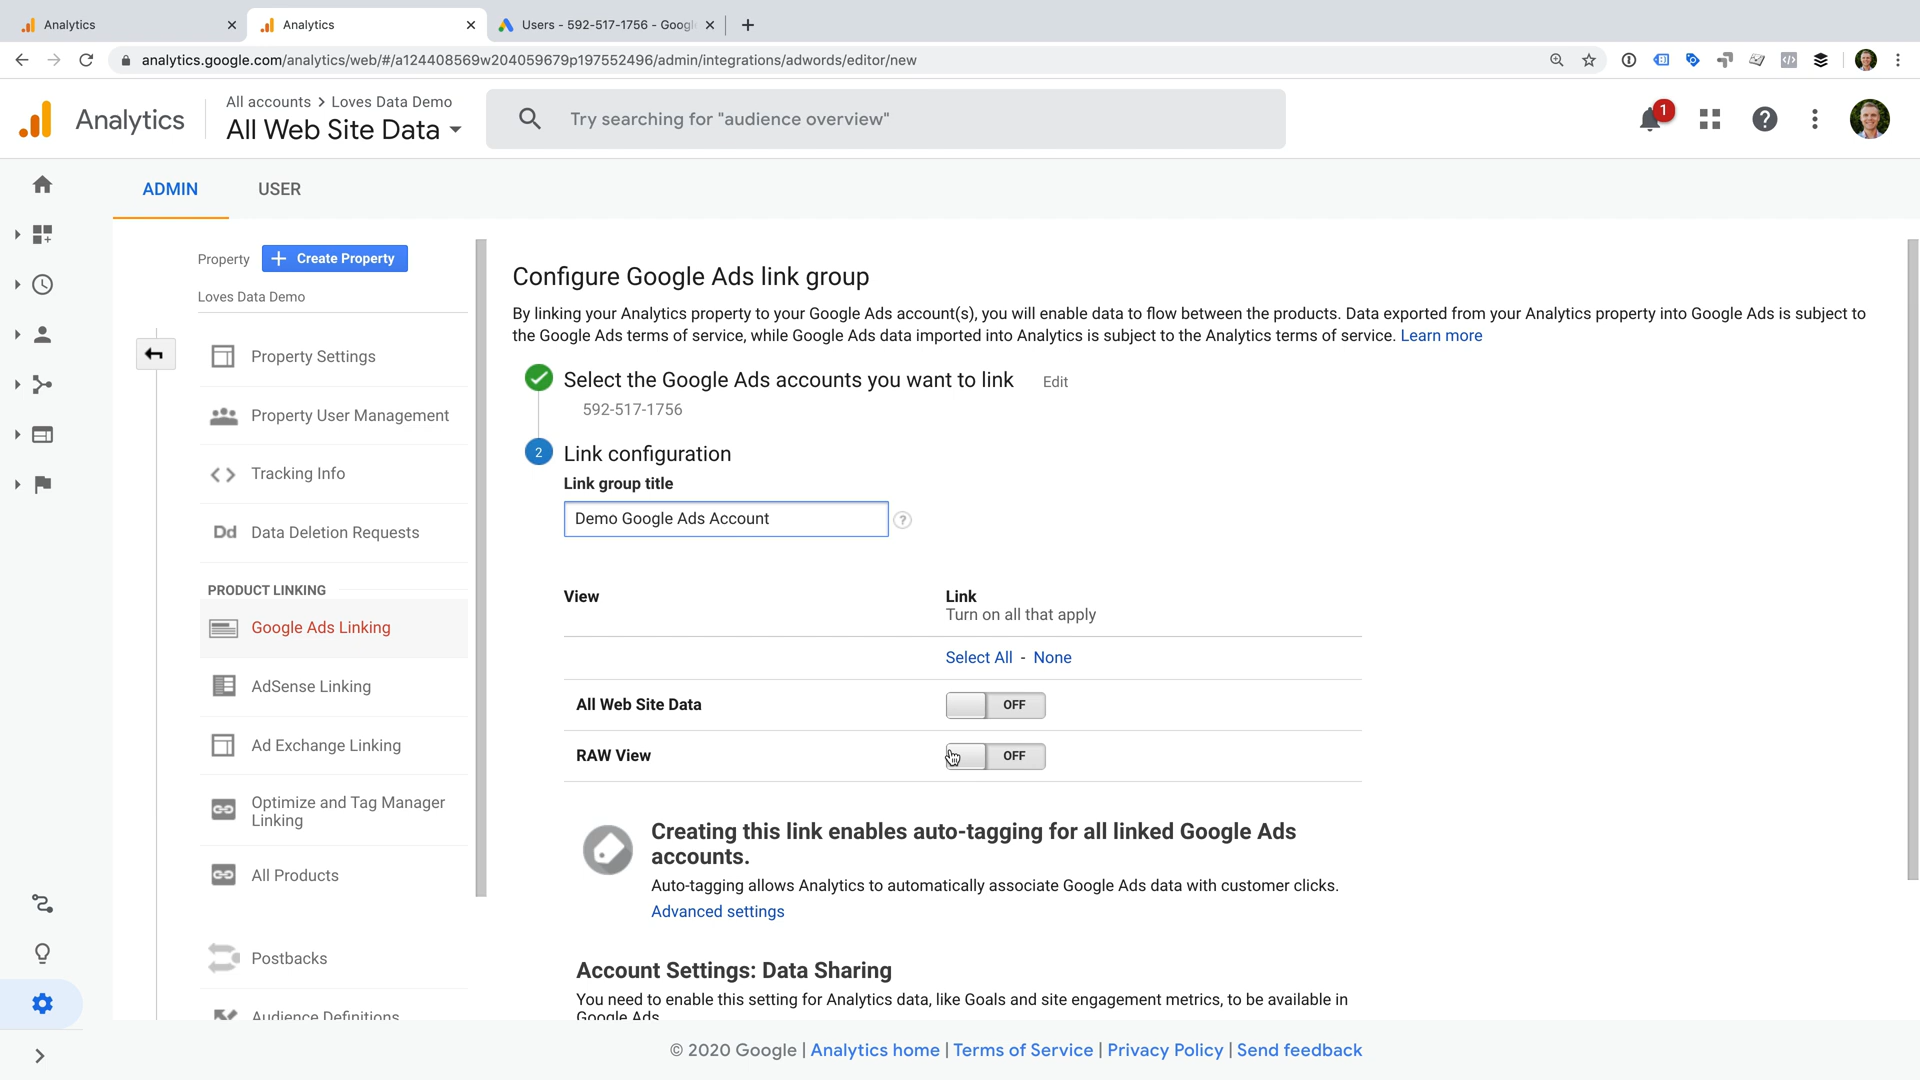 Analytics
Analytics
Users - 592-517-1756 - Googl
analytics.google.com/analytics/web/#/a124408569w204059679p197552496/admin/integrations/adwords/editor/new
Analytics
All accounts > Loves Data Demo
All Web Site Data
Try searching for "audience overview"
1
ADMIN
USER
Property
Create Property
Loves Data Demo
Property Settings
Property User Management
Tracking Info
Dd
Data Deletion Requests
PRODUCT LINKING
Google Ads Linking
AdSense Linking
Ad Exchange Linking
Optimize and Tag Manager
Linking
All Products
Postbacks
Audience Definitions
Configure Google Ads link group
By linking your Analytics property to your Google Ads account(s), you will enable data to flow between the products. Data exported from your Analytics property into Google Ads is subject to
the Google Ads terms of service, while Google Ads data imported into Analytics is subject to the Analytics terms of service. Learn more
Select the Google Ads accounts you want to link Edit
592-517-1756
2 Link configuration
Link group title
Demo Google Ads Account
?
View
Link
Turn on all that apply
Select All - None
All Web Site Data
OFF
RAW View
OFF
Creating this link enables auto-tagging for all linked Google Ads
accounts.
Auto-tagging allows Analytics to automatically associate Google Ads data with customer clicks.
Advanced settings
Account Settings: Data Sharing
You need to enable this setting for Analytics data, like Goals and site engagement metrics, to be available in
Google Ads
© 2020 Google | Analytics home | Terms of Service | Privacy Policy | Send feedback